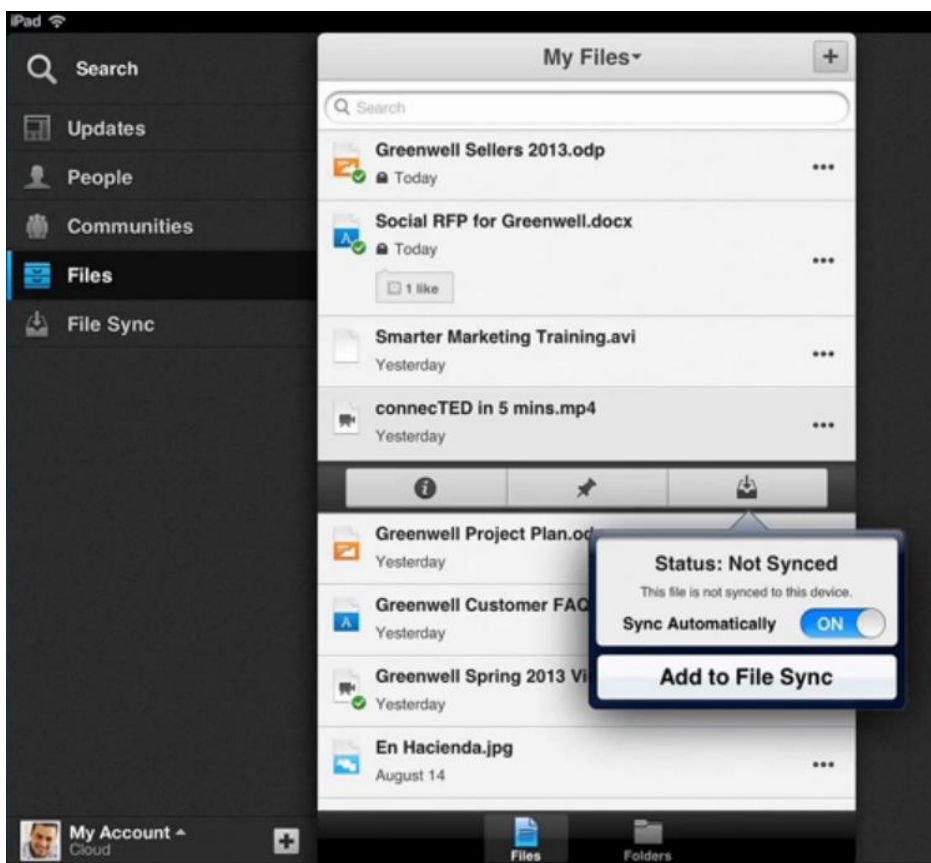 iPad
Search
Updates
People
Communities
Files
File Sync
My Account
Cloud
My Files
Search
Greenwell Sellers 2013.odp
Today
Social RFP for Greenwell.docx
Today
1 like
Smarter Marketing Training.avi
Yesterday
connecTED in 5 mins.mp4
Yesterday
Greenwell Project Plan.od
Yesterday
Greenwell Customer FAQ
Yesterday
Greenwell Spring 2013 Vi
Yesterday
En Hacienda.jpg
August 14
Status: Not Synced
This file is not synced to this device.
Sync Automatically ON
Add to File Sync
Files Folders